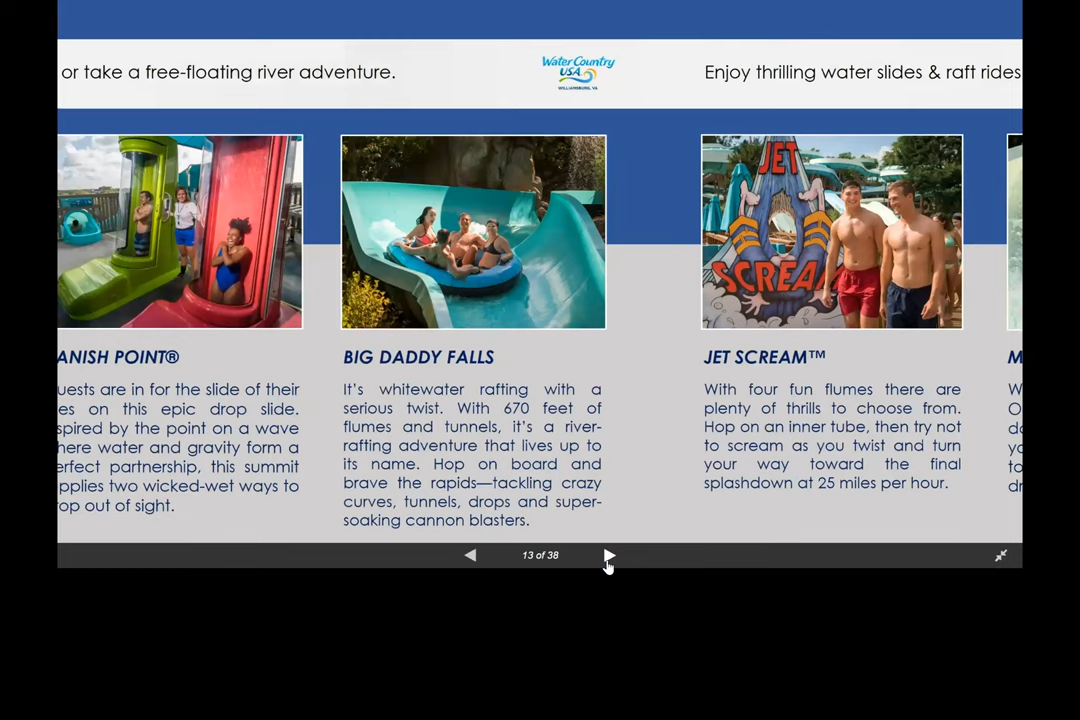 or take a free-floating river adventure.
Water Country
USA
WILLIAMSBURG, VA
Enjoy thrilling water slides & raft rides
ANISH POINT®
uests are in for the slide of their
es on this epic drop slide.
spired by the point on a wave
here water and gravity form a
erfect partnership, this summit
pplies two wicked-wet ways to
op out of sight.
BIG DADDY FALLS
It’s whitewater rafting with a
serious twist. With 670 feet of
flumes and tunnels, it’s a river-
rafting adventure that lives up to
its name. Hop on board and
brave the rapids—tackling crazy
curves, tunnels, drops and super-
soaking cannon blasters.
JET
SCREAM
JET SCREAM™
With four fun flumes there are
plenty of thrills to choose from.
Hop on an inner tube, then try not
to scream as you twist and turn
your way toward the final
splashdown at 25 miles per hour.
M
W
O
do
yo
to
dr
13 of 38